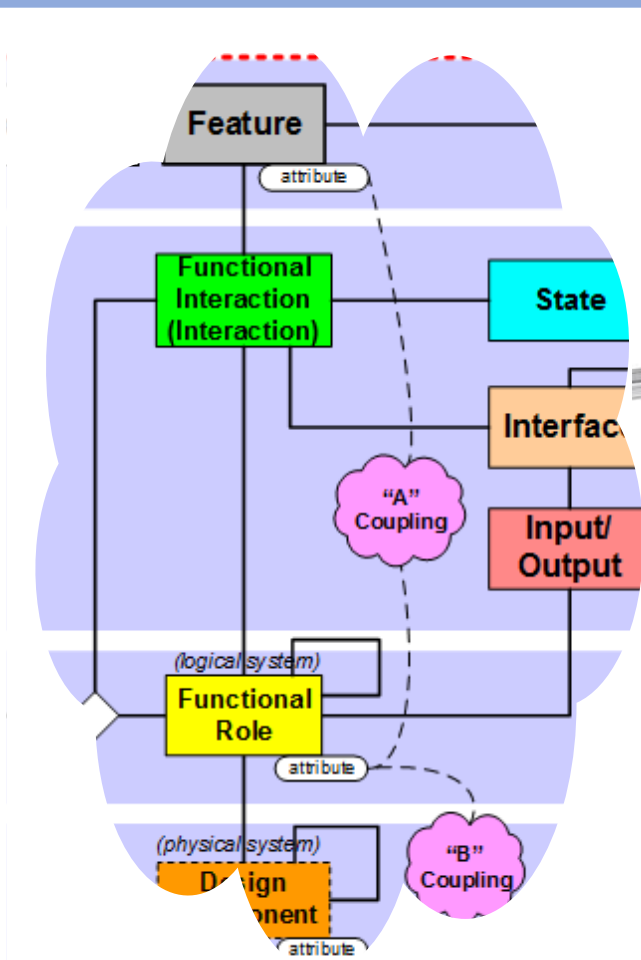 Feature
attribute
Functional
Interaction
(Interaction)
State
Interfac
"A"
Coupling
Input/
Output
(logical system)
Functional
Role
attribute
(physical system)
"B"
Coupling
attribute